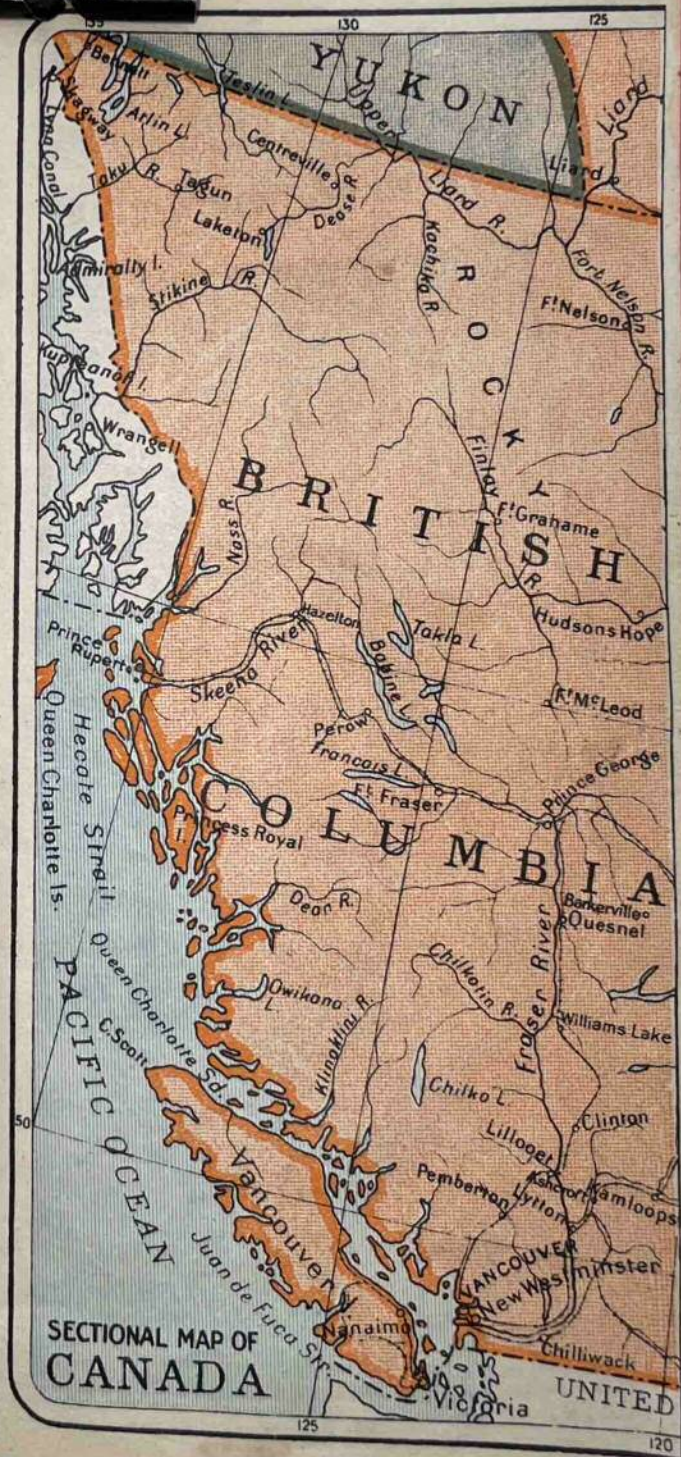 135
130
125
YUKON
Bennett
Skagway
Teslin L.
Upper
Liard
Lynn Canal
Arlin L.
Centreville
Liard
Taku R.
Tagun
Dease R.
Liard R.
Laketon
Kachika R.
Admiralty I.
Stikine R.
Fort Nelson R.
Ft Nelson
ROCKY
Kupreanof I.
Wrangell
BRITISH
Finlay R.
Nass R.
Ft Grahame
Hazelton
Takla L.
Hudsons Hope
Prince Rupert
Skeena River
Babine L.
Ft McLeod
Queen Charlotte Is.
Hecate Strait
Perow
Francois L.
Ft Fraser
Prince George
COLUMBIA
Princess Royal I.
Dean R.
Barkerville
Quesnel
Fraser River
Queen Charlotte Sd.
Owikano L.
Chilkotin R.
Klinaklini R.
Williams Lake
PACIFIC OCEAN
C. Scott
Chilko L.
Clinton
50
Lillooet
Pemberton
Ashcroft
Lytton
Kamloops
Vancouver I.
VANCOUVER
New Westminster
Juan de Fuca Str.
Nanaimo
Chilliwack
SECTIONAL MAP OF
CANADA
Victoria
UNITED
125
120